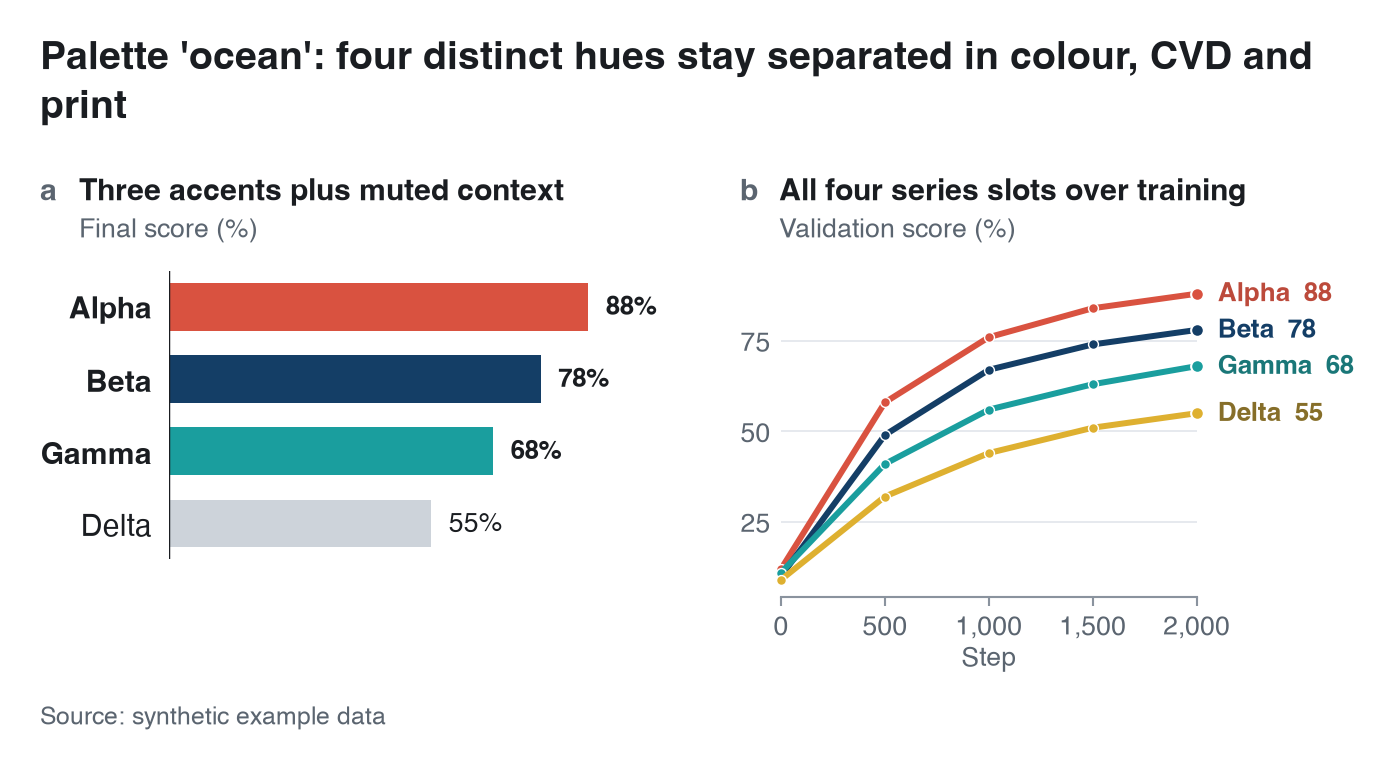 Palette 'ocean': four distinct hues stay separated in colour, CVD and
print
a Three accents plus muted context
Final score (%)
Alpha 88%
Beta 78%
Gamma 68%
Delta 55%
b All four series slots over training
Validation score (%)
Alpha 88
Beta 78
Gamma 68
Delta 55
75
50
25
0 500 1,000 1,500 2,000
Step
Source: synthetic example data